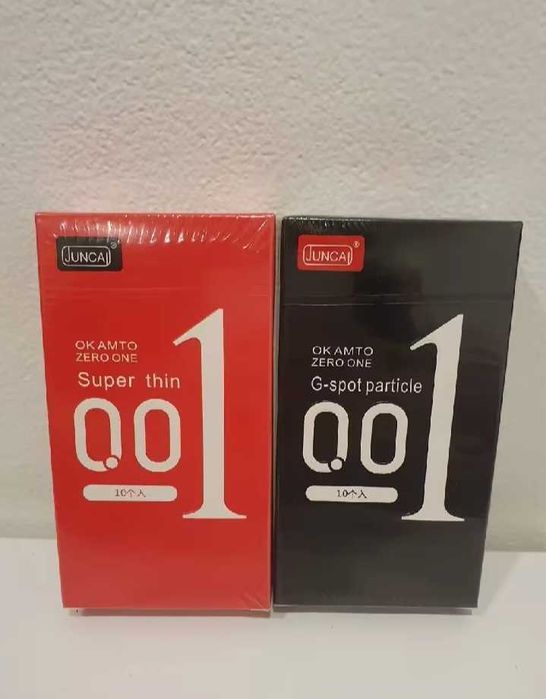 JUNCAI®
OKAMTO
ZERO ONE
Super thin
0.01
10个入
JUNCAI®
OKAMTO
ZERO ONE
G-spot particle
0.01
10个入